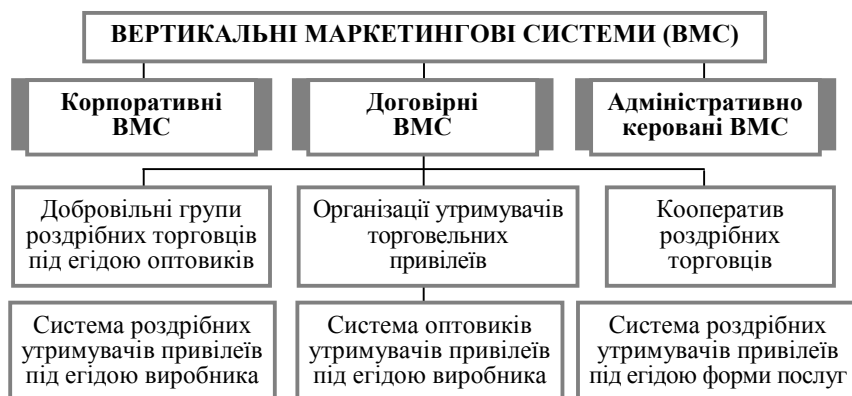 ВЕРТИКАЛЬНІ МАРКЕТИНГОВІ СИСТЕМИ (ВМС)
Корпоративні
ВМС
Договірні
ВМС
Адміністративно
керовані ВМС
Добровільні групи
роздрібних торговців
під егідою оптовиків
Організації утримувачів
торговельних
привілеїв
Кооператив
роздрібних
торговців
Система роздрібних
утримувачів привілеїв
під егідою виробника
Система оптовиків
утримувачів привілеїв
під егідою виробника
Система роздрібних
утримувачів привілеїв
під егідою форми послуг